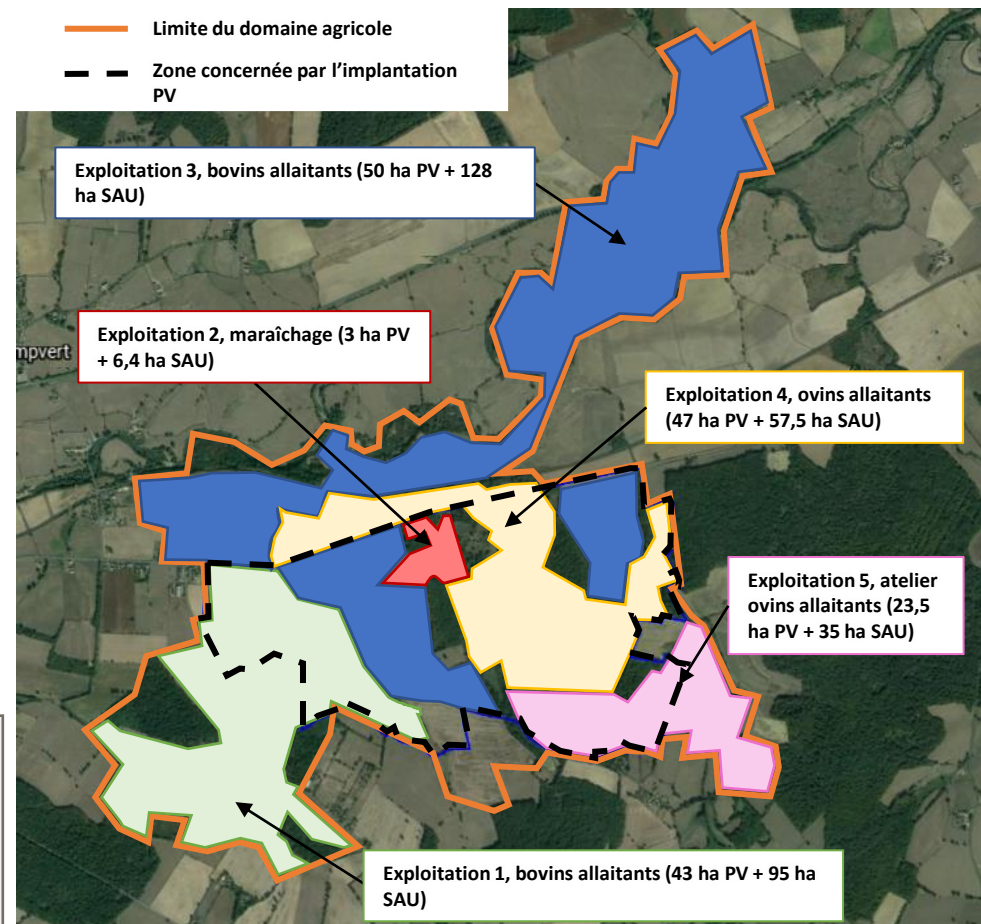 Limite du domaine agricole
Zone concernée par l'implantation
PV
Exploitation 3, bovins allaitants (50 ha PV + 128
ha SAU)
Exploitation 2, maraîchage (3 ha PV
+ 6,4 ha SAU)
mpvert
Exploitation 4, ovins allaitants
(47 ha PV + 57,5 ha SAU)
Exploitation 5, atelier
ovins allaitants (23,5
ha PV + 35 ha SAU)
Exploitation 1, bovins allaitants (43 ha PV + 95 ha
SAU)